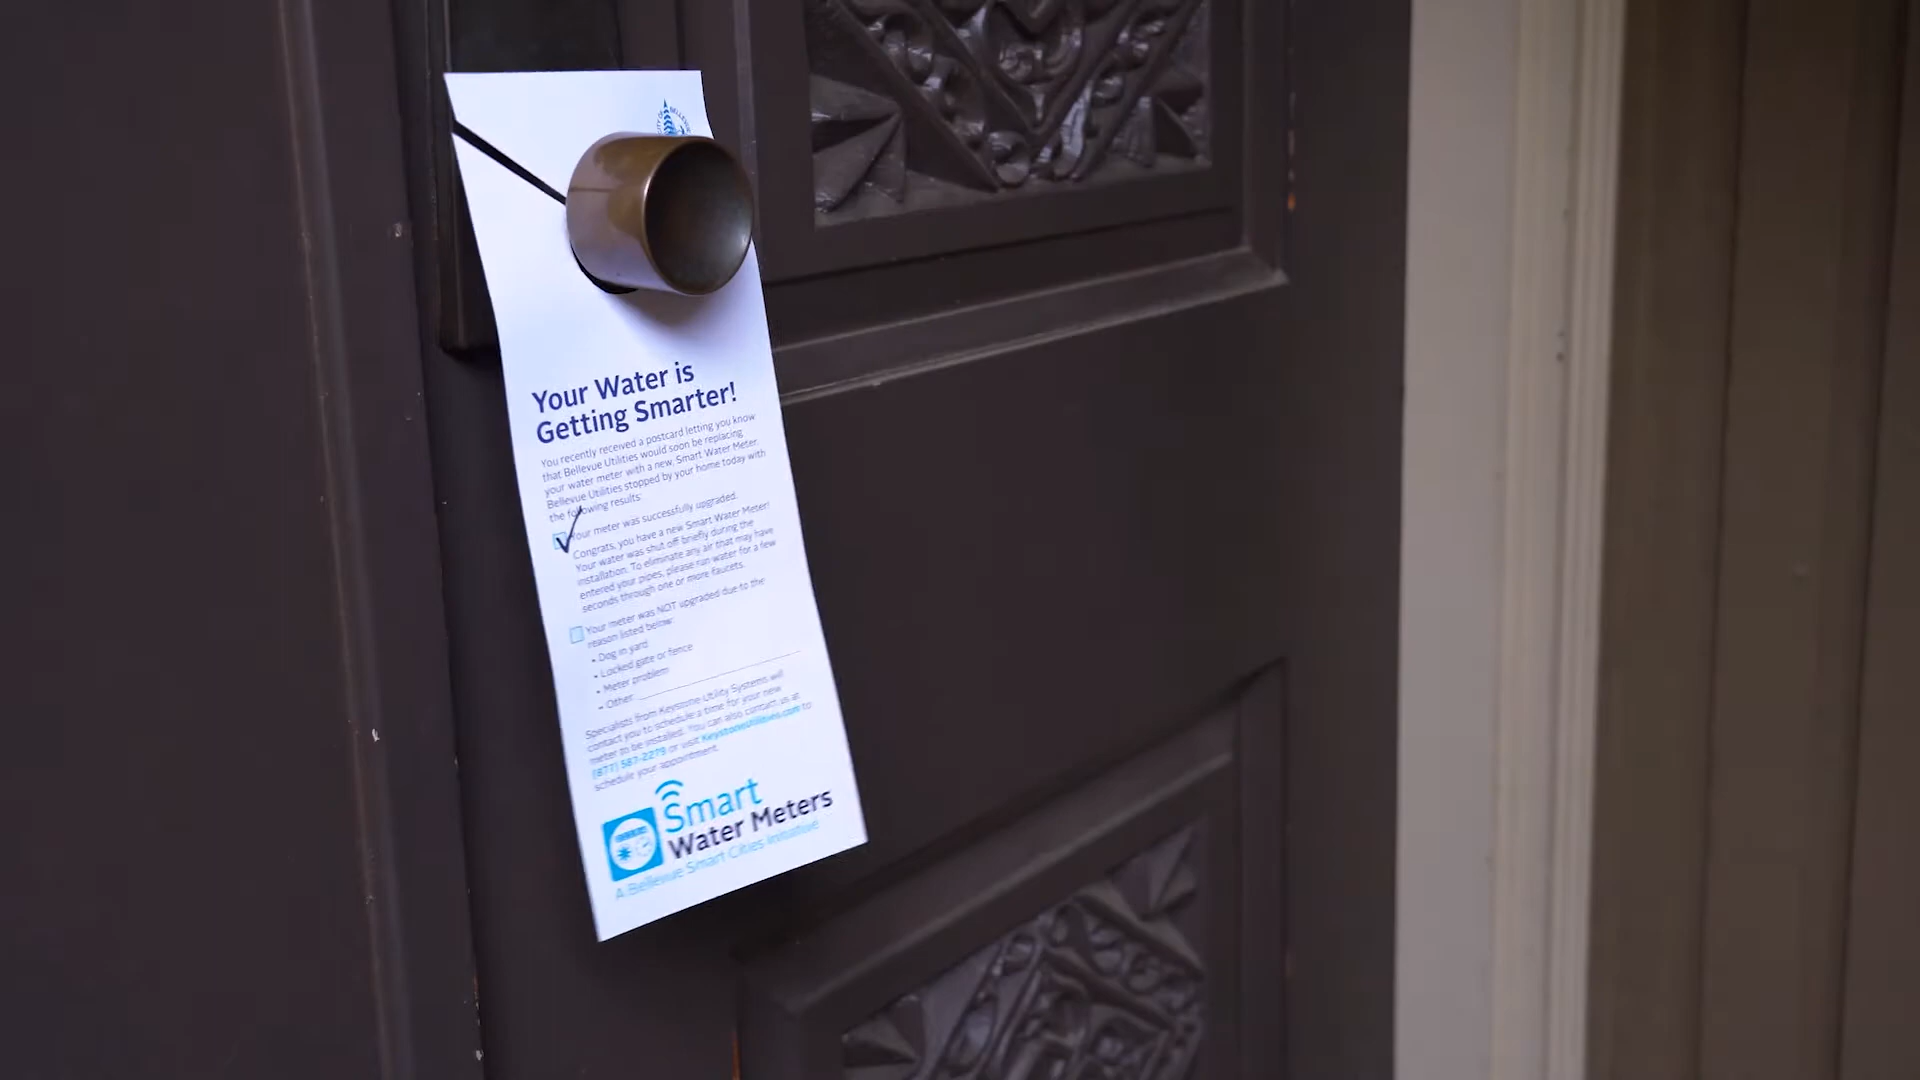 CITY OF BELLEVUE
Your Water is
Getting Smarter!
You recently received a postcard letting you know
that Bellevue Utilities would soon be replacing
your water meter with a new, Smart Water Meter.
Bellevue Utilities stopped by your home today with
the following results:
Your meter was successfully upgraded.
Congrats, you have a new Smart Water Meter!
Your water was shut off briefly during the
installation. To eliminate any air that may have
entered your pipes, please run water for a few
seconds through one or more faucets.
Your meter was NOT upgraded due to the
reason listed below:
• Dog in yard
• Locked gate or fence
• Meter problem
• Other:
Specialists from Keystone Utility Systems will
contact you to schedule a time for your new
meter to be installed. You can also contact us at
(877) 587-2279 or visit KeystoneUtilities.com to
schedule your appointment.
Smart
Water Meters
A Bellevue Smart Cities Initiative